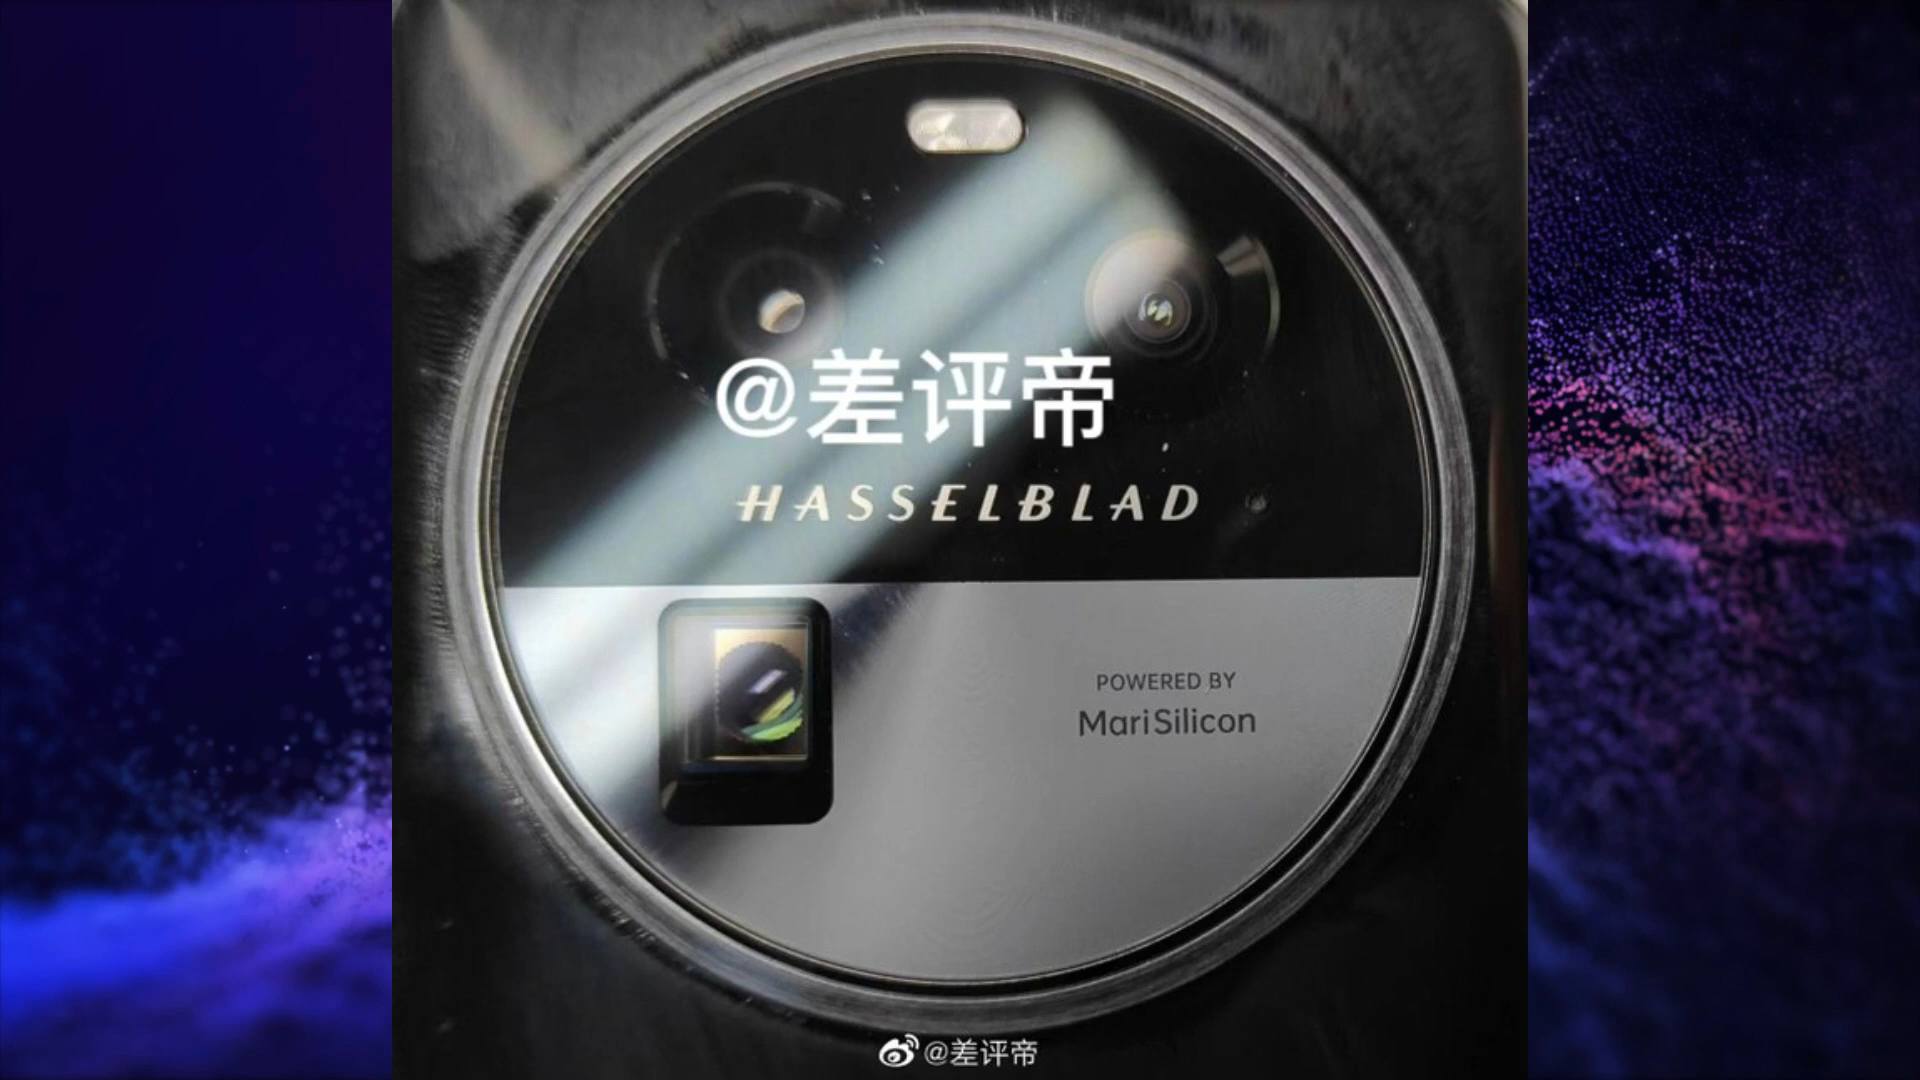 @差评帝
HASSELBLAD
POWERED BY
MariSilicon
@差评帝